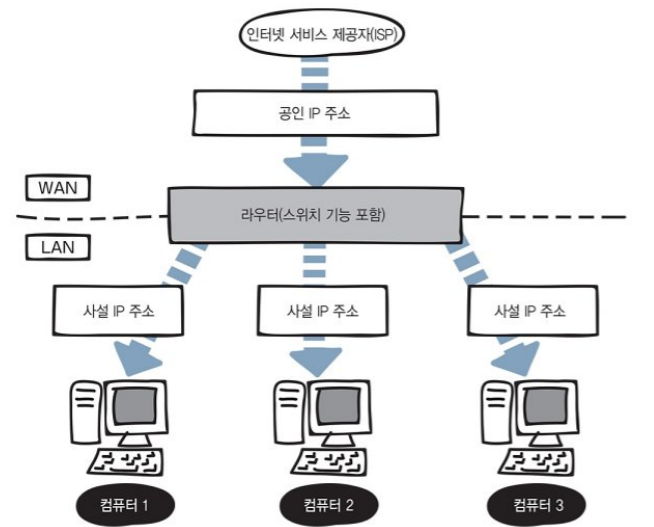 인터넷 서비스 제공자(ISP)
공인 IP 주소
WAN
라우터(스위치 기능 포함)
LAN
사설 IP 주소
사설 IP 주소
사설 IP 주소
컴퓨터 1
컴퓨터 2
컴퓨터 3